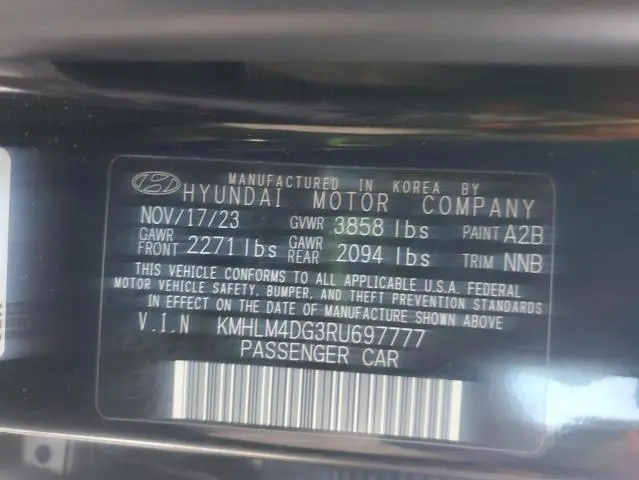 MANUFACTURED IN KOREA BY
HYUNDAI MOTOR COMPANY
NOV/17/23 GVWR 3858 lbs PAINT A2B
GAWR FRONT 2271 lbs GAWR REAR 2094 lbs TRIM NNB
THIS VEHICLE CONFORMS TO ALL APPLICABLE U.S.A. FEDERAL
MOTOR VEHICLE SAFETY, BUMPER, AND THEFT PREVENTION STANDARDS
IN EFFECT ON THE DATE OF MANUFACTURE SHOWN ABOVE
V.I.N KMHLM4DG3RU697777
PASSENGER CAR